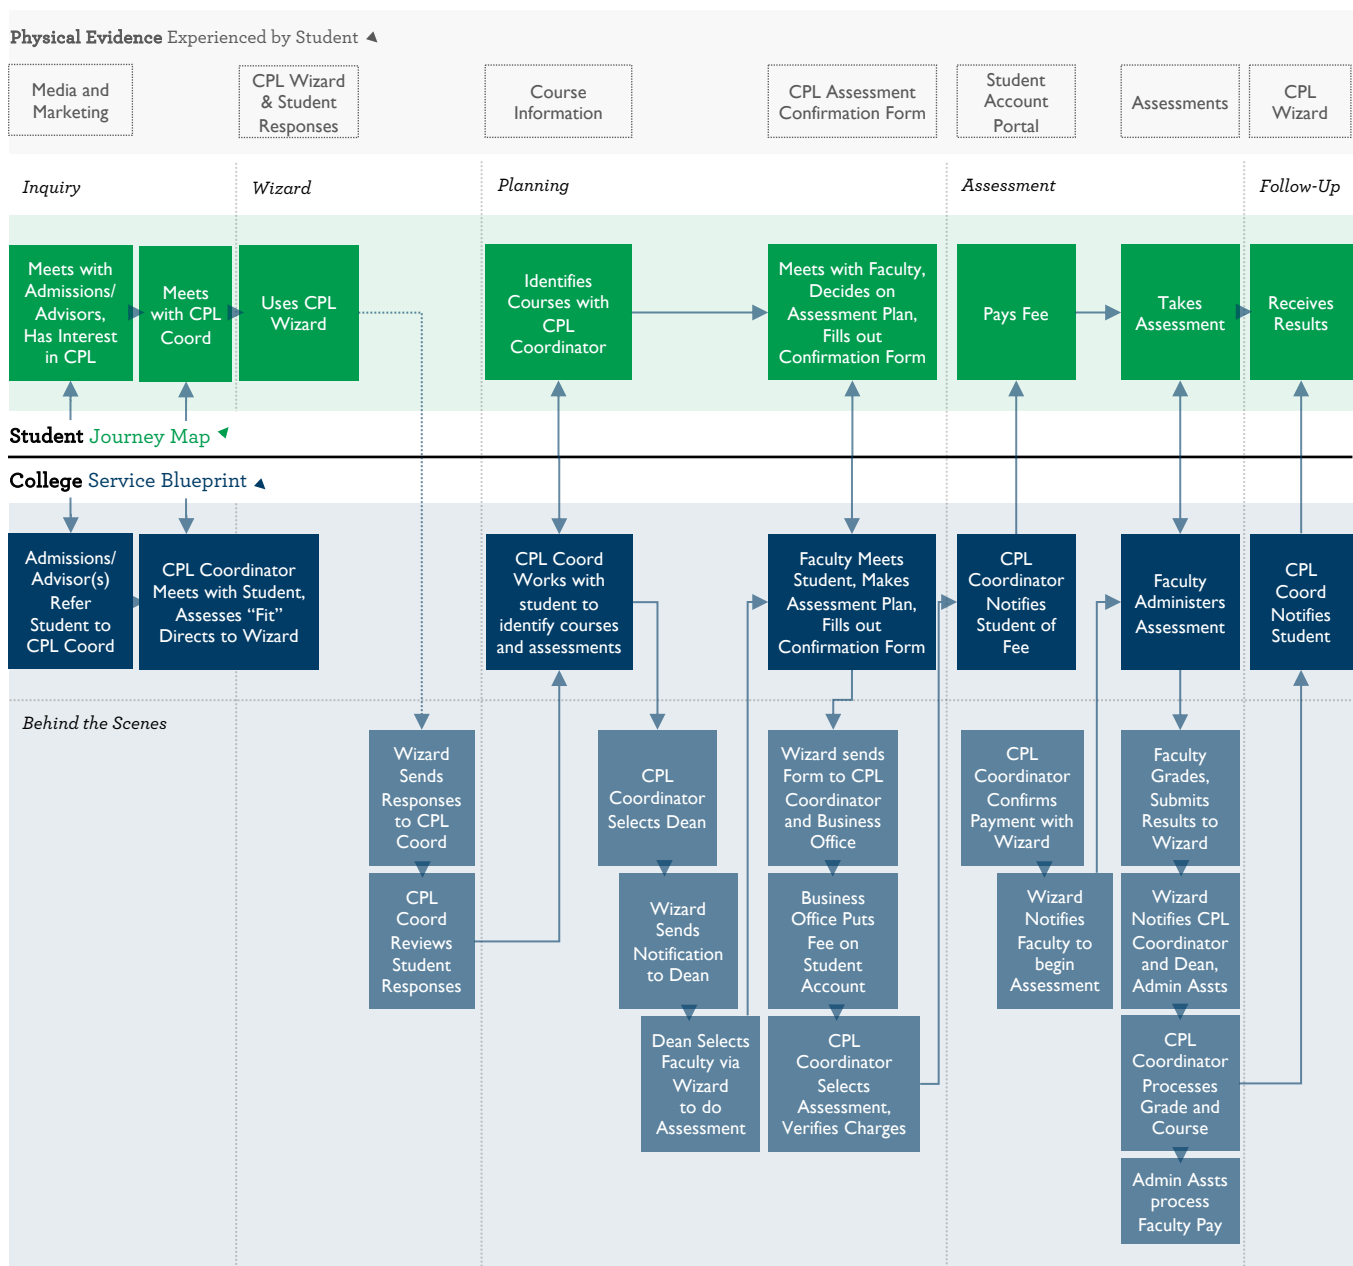 Physical Evidence Experienced by Student
Media and
Marketing
CPL Wizard
& Student
Responses
Course
Information
CPL Assessment
Confirmation Form
Student
Account
Portal
Assessments
CPL
Wizard
Inquiry
Wizard
Planning
Assessment
Follow-Up
Meets with
Admissions/
Advisors,
Has Interest
in CPL
Meets
with CPL
Coord
Uses CPL
Wizard
Identifies
Courses with
CPL
Coordinator
Meets with Faculty,
Decides on
Assessment Plan,
Fills out
Confirmation Form
Pays Fee
Takes
Assessment
Receives
Results
Student Journey Map
College Service Blueprint
Admissions/
Advisor(s)
Refer
Student to
CPL Coord
CPL Coordinator
Meets with Student,
Assesses “Fit”
Directs to Wizard
CPL Coord
Works with
student to
identify courses
and assessments
Faculty Meets
Student, Makes
Assessment Plan,
Fills out
Confirmation Form
CPL
Coordinator
Notifies
Student of
Fee
Faculty
Administers
Assessment
CPL
Coord
Notifies
Student
Behind the Scenes
Wizard
Sends
Responses
to CPL
Coord
CPL
Coord
Reviews
Student
Responses
CPL
Coordinator
Selects Dean
Wizard
Sends
Notification
to Dean
Dean Selects
Faculty via
Wizard
to do
Assessment
Wizard sends
Form to CPL
Coordinator
and Business
Office
Business
Office Puts
Fee on
Student
Account
CPL
Coordinator
Selects
Assessment,
Verifies Charges
CPL
Coordinator
Confirms
Payment with
Wizard
Wizard
Notifies
Faculty to
begin
Assessment
Faculty
Grades,
Submits
Results to
Wizard
Wizard
Notifies CPL
Coordinator
and Dean,
Admin Assts
CPL
Coordinator
Processes
Grade and
Course
Admin Assts
process
Faculty Pay